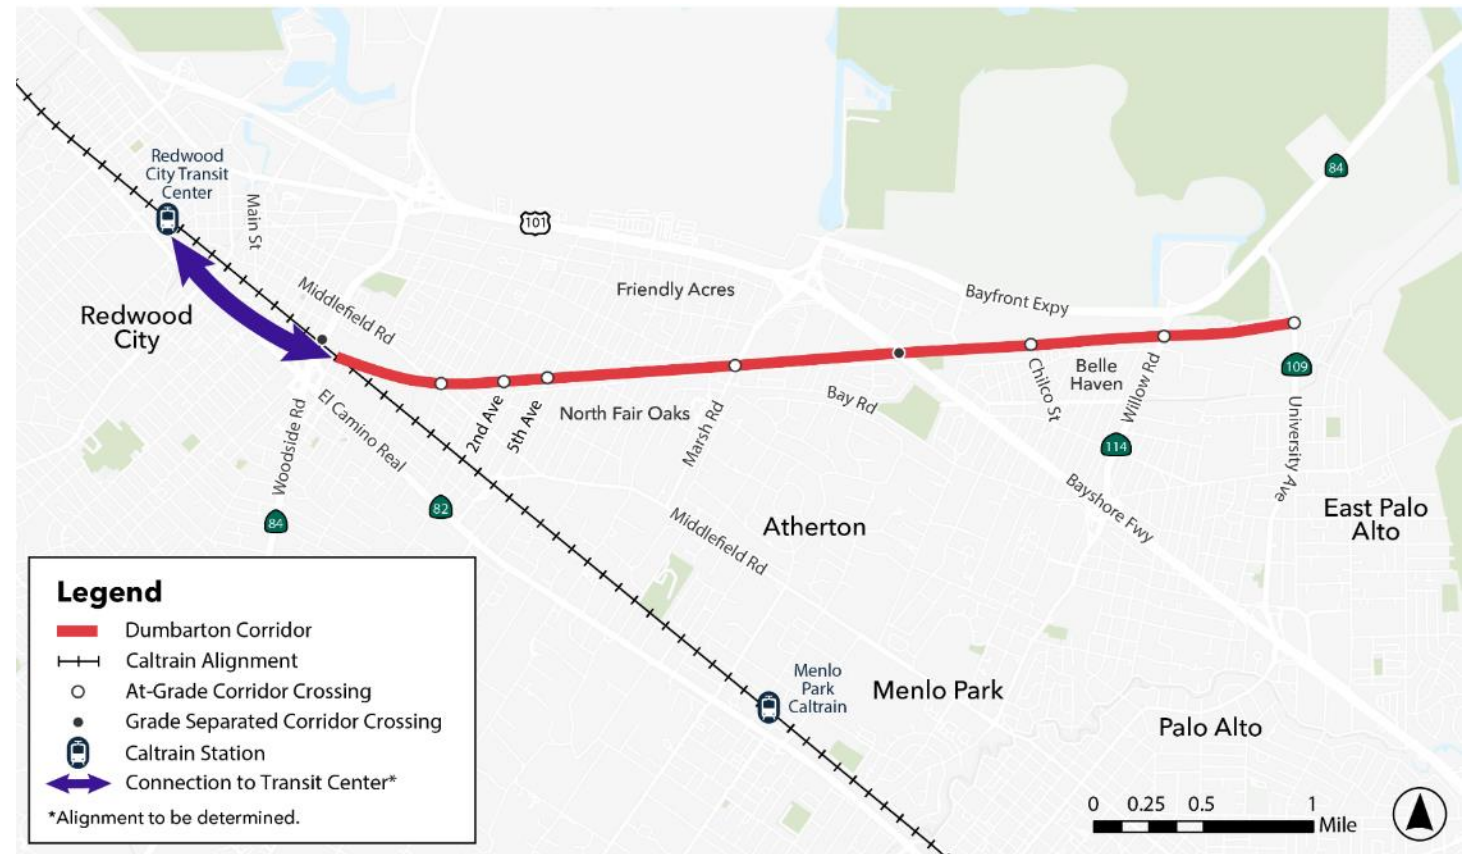 Redwood
City Transit
Center
Main St
101
84
Middlefield Rd
Friendly Acres
Bayfront Expy
Redwood
City
Belle
Haven
109
Chilco St
Willow Rd
Bay Rd
North Fair Oaks
2nd Ave
5th Ave
Marsh Rd
El Camino Real
Woodside Rd
114
University Ave
82
84
Bayshore Fwy
East Palo
Alto
Atherton
Middlefield Rd
Menlo
Park
Caltrain
Menlo Park
Palo Alto
Legend
Dumbarton Corridor
Caltrain Alignment
At-Grade Corridor Crossing
Grade Separated Corridor Crossing
Caltrain Station
Connection to Transit Center*
*Alignment to be determined.
0 0.25 0.5 1
Mile